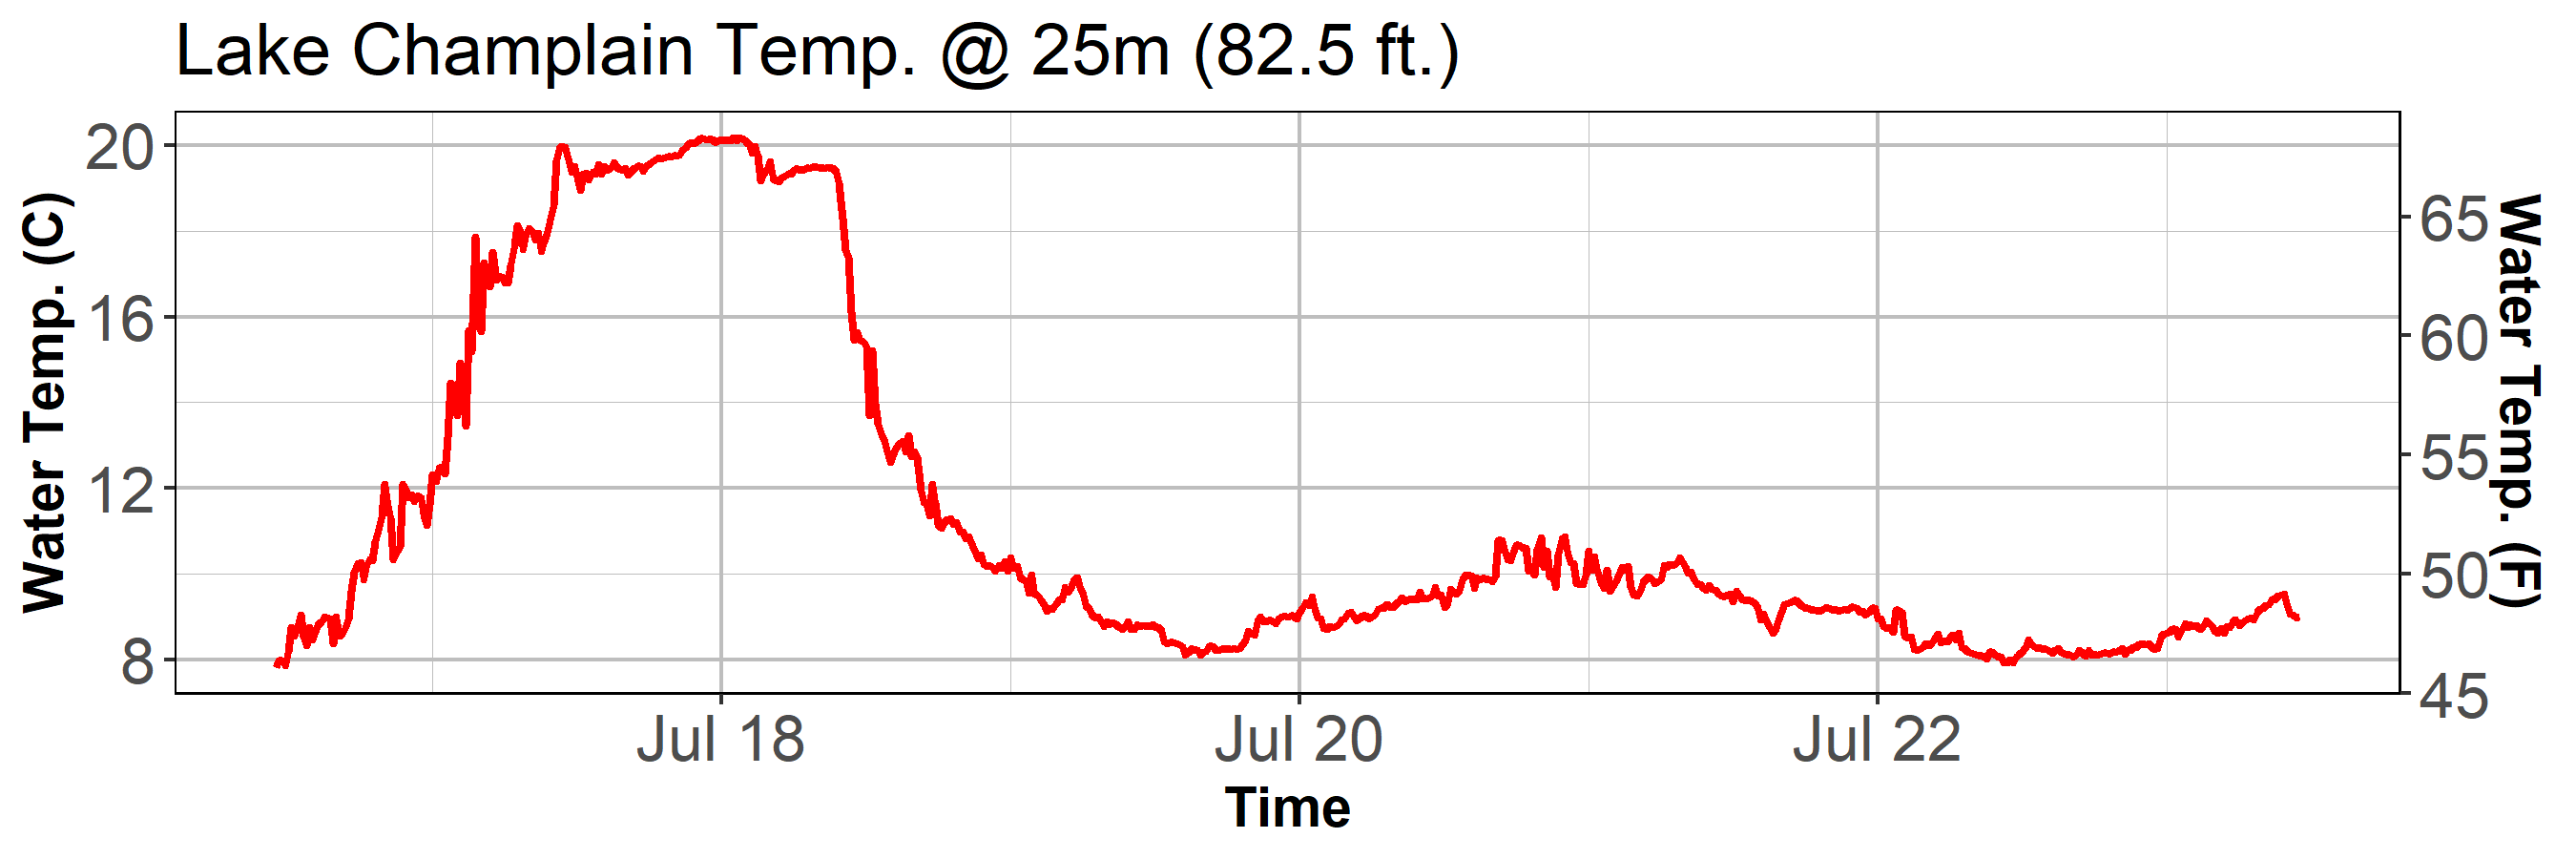 Lake Champlain Temp. @ 25m (82.5 ft.)
Water Temp. (C)
20
16
12
8
65
60
55
50
45
Water Temp. (F)
Jul 18
Jul 20
Jul 22
Time